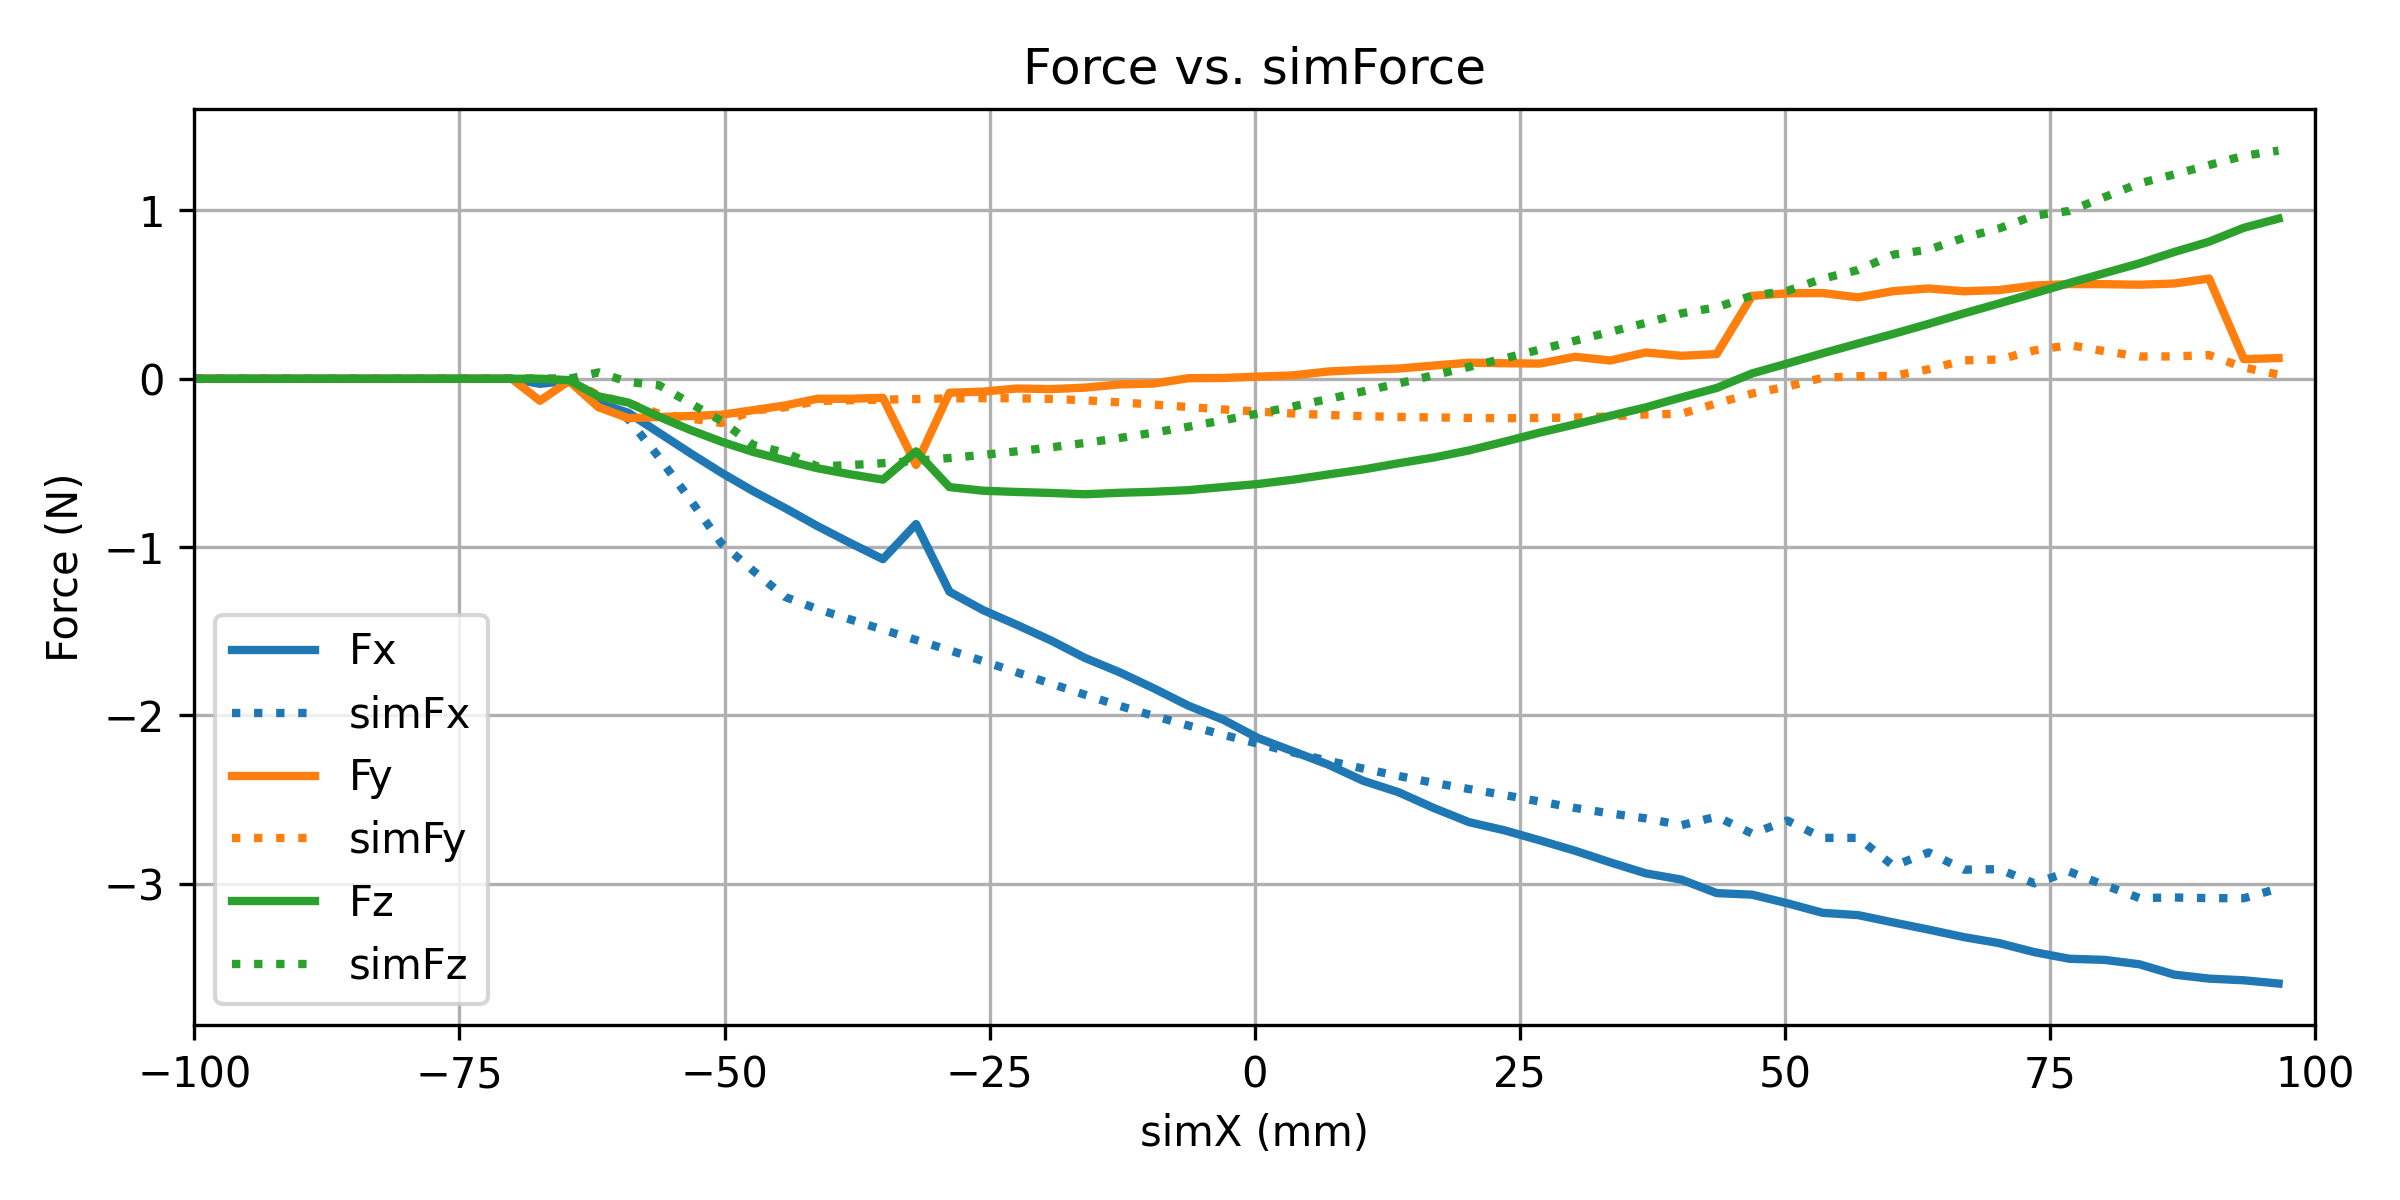 Force vs. simForce
1
0
−1
−2
−3
Force (N)
Fx
simFx
Fy
simFy
Fz
simFz
−100 −75 −50 −25 0 25 50 75 100
simX (mm)